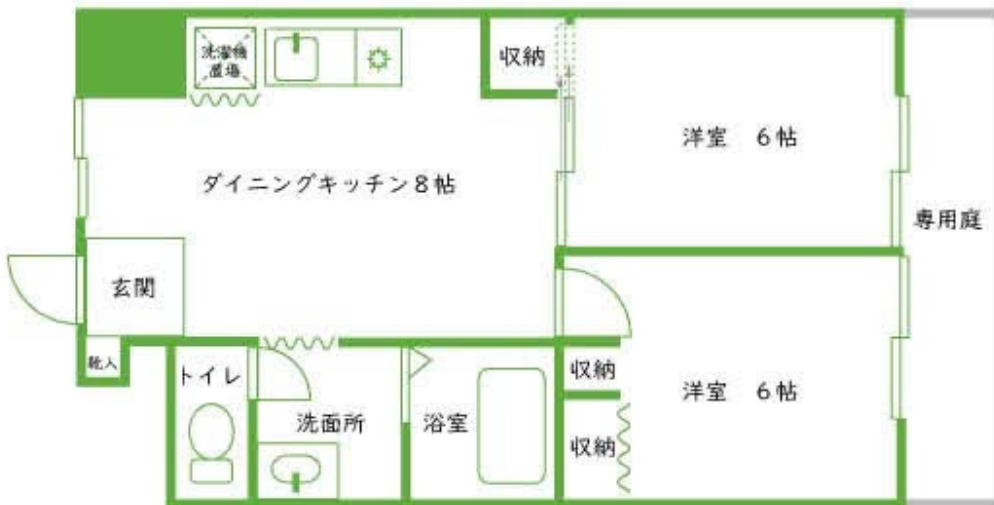 洗濯機
置場
収納
洋室 6帖
ダイニングキッチン8帖
専用庭
玄関
靴入
トイレ
洗面所
浴室
収納
洋室 6帖
収納